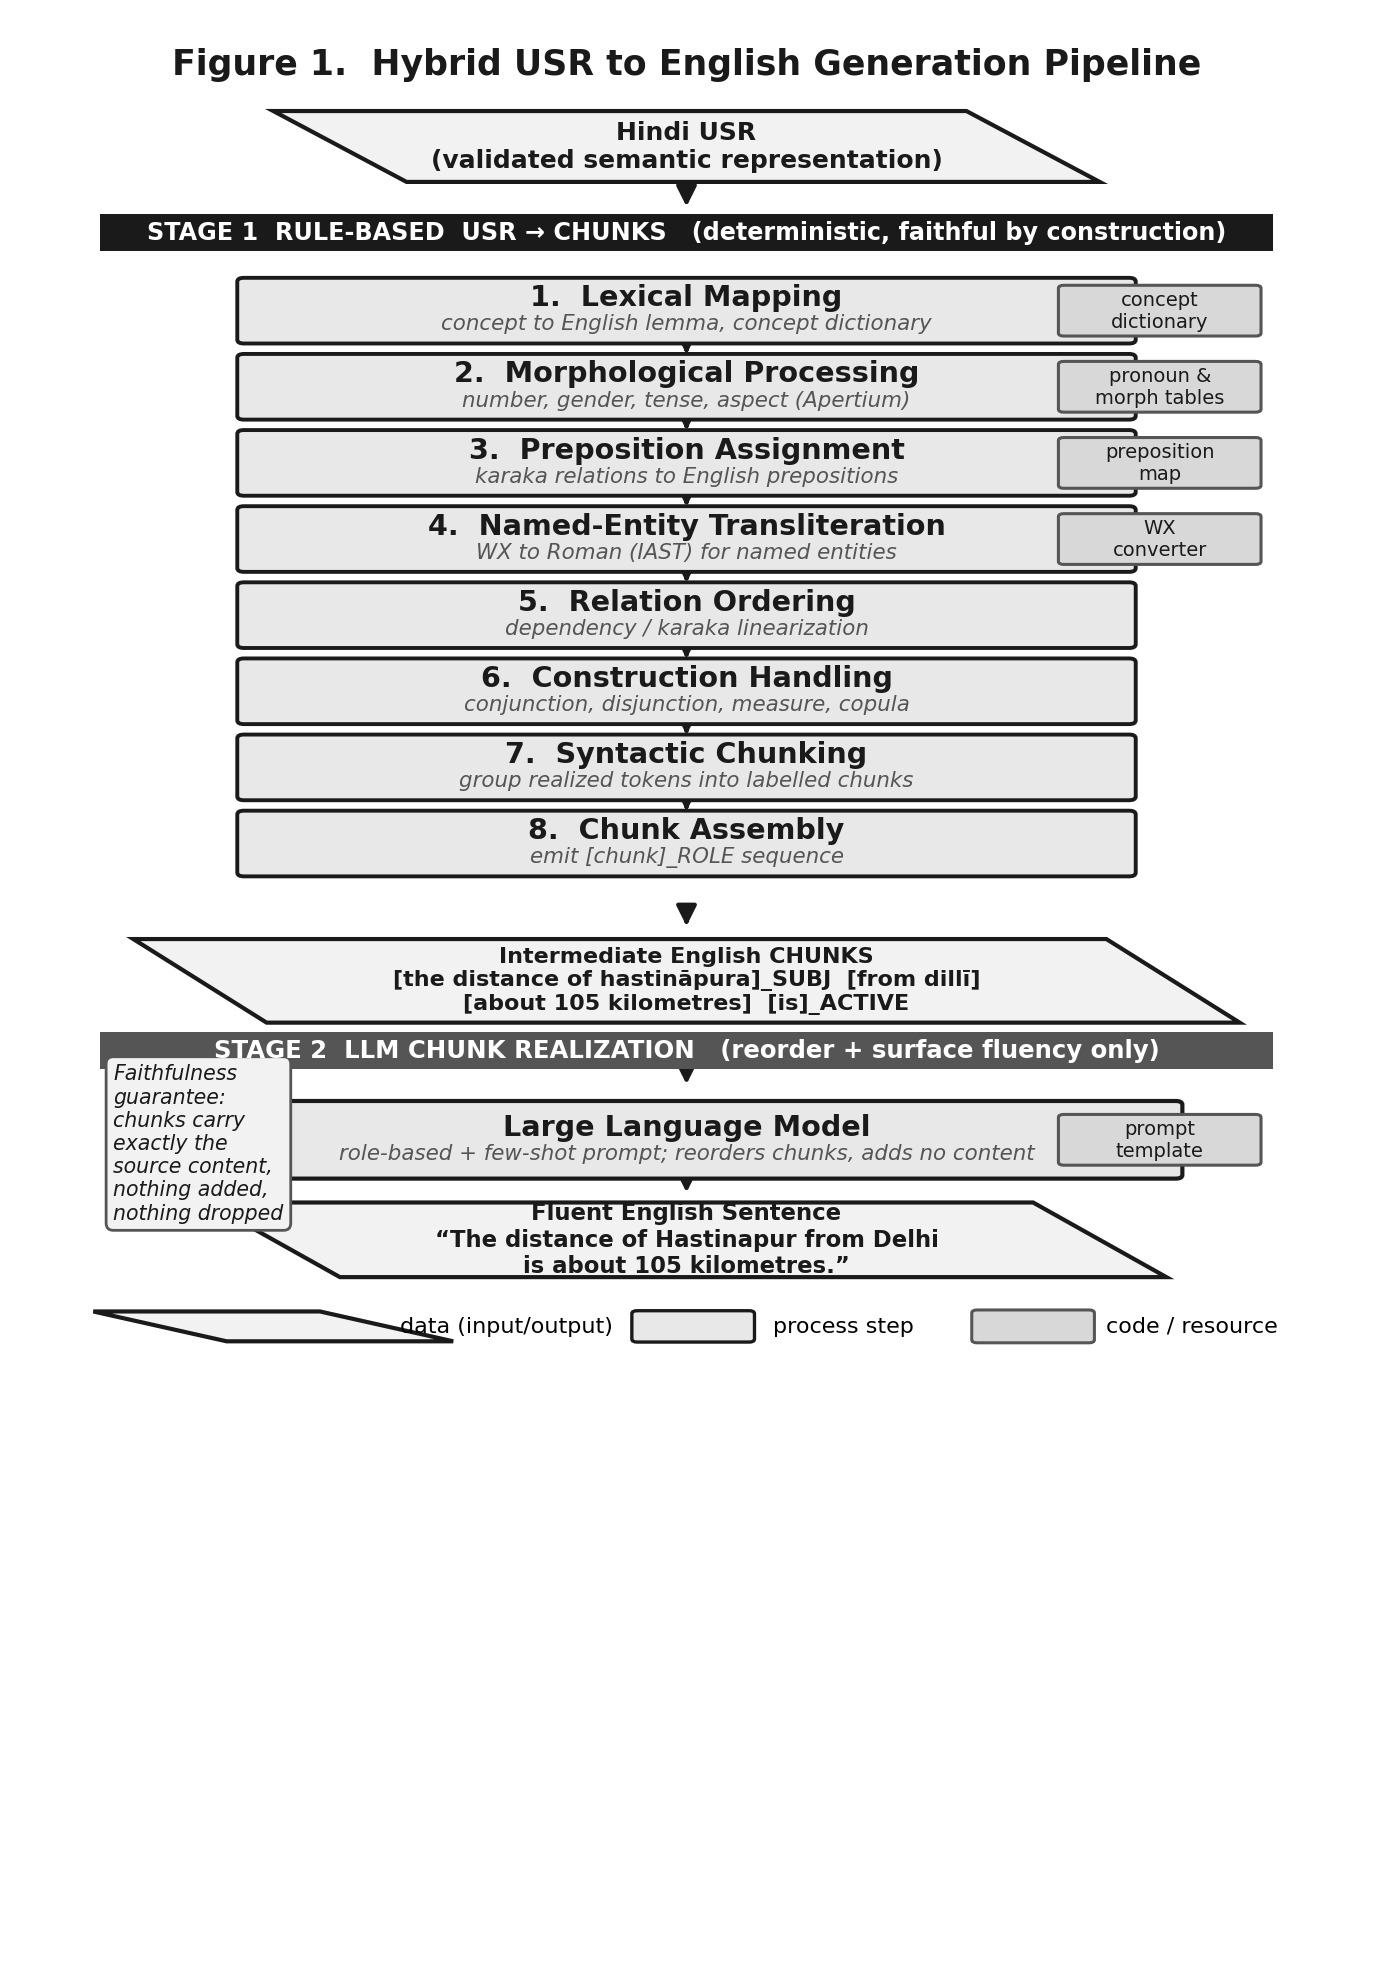 Figure 1.  Hybrid USR to English Generation Pipeline
Hindi USR
(validated semantic representation)
STAGE 1  RULE-BASED  USR → CHUNKS   (deterministic, faithful by construction)
1.  Lexical Mapping
concept to English lemma, concept dictionary
concept
dictionary
2.  Morphological Processing
number, gender, tense, aspect (Apertium)
pronoun &
morph tables
3.  Preposition Assignment
karaka relations to English prepositions
preposition
map
4.  Named-Entity Transliteration
WX to Roman (IAST) for named entities
WX
converter
5.  Relation Ordering
dependency / karaka linearization
6.  Construction Handling
conjunction, disjunction, measure, copula
7.  Syntactic Chunking
group realized tokens into labelled chunks
8.  Chunk Assembly
emit [chunk]_ROLE sequence
Intermediate English CHUNKS
[the distance of hastināpura]_SUBJ  [from dillī]
[about 105 kilometres]  [is]_ACTIVE
STAGE 2  LLM CHUNK REALIZATION   (reorder + surface fluency only)
Faithfulness
guarantee:
chunks carry
exactly the
source content,
nothing added,
nothing dropped
Large Language Model
role-based + few-shot prompt; reorders chunks, adds no content
prompt
template
Fluent English Sentence
“The distance of Hastinapur from Delhi
is about 105 kilometres.”
data (input/output)
process step
code / resource